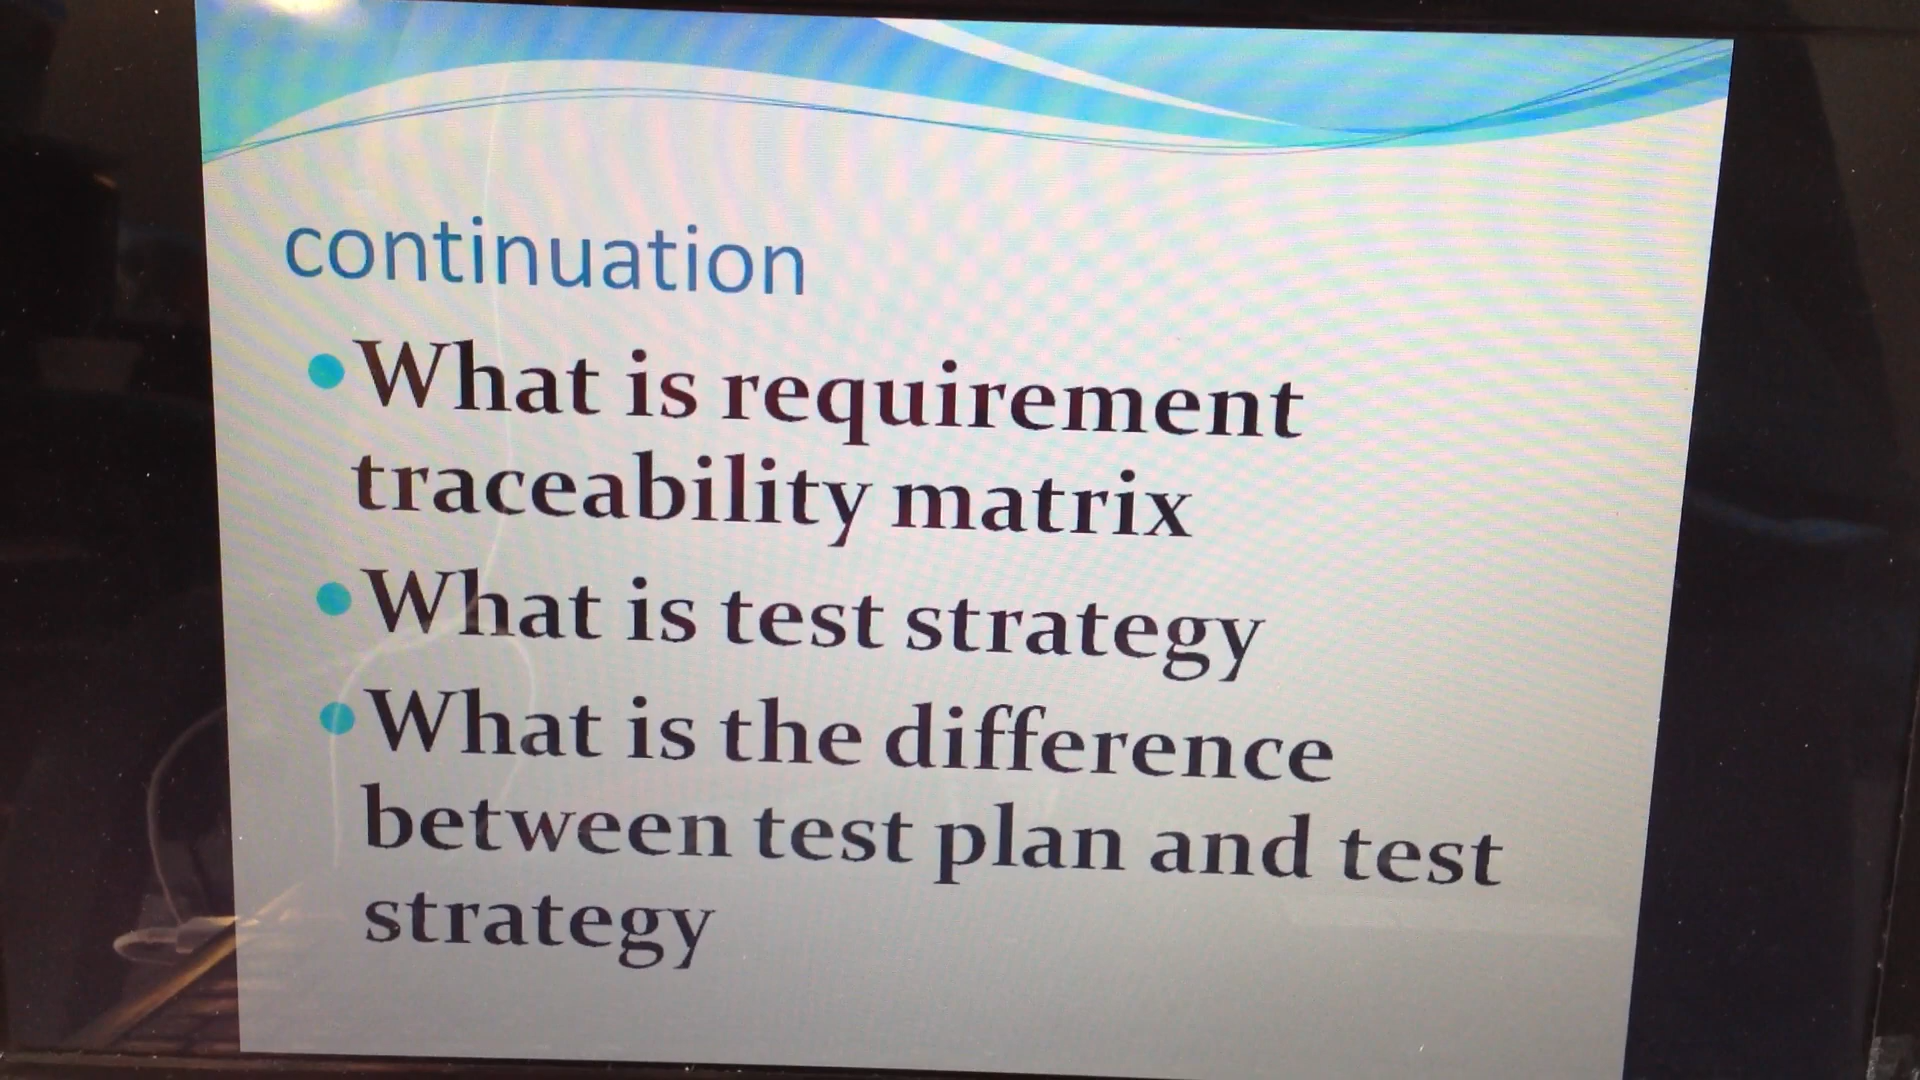 continuation
What is requirement
traceability matrix
What is test strategy
What is the difference
between test plan and test
strategy